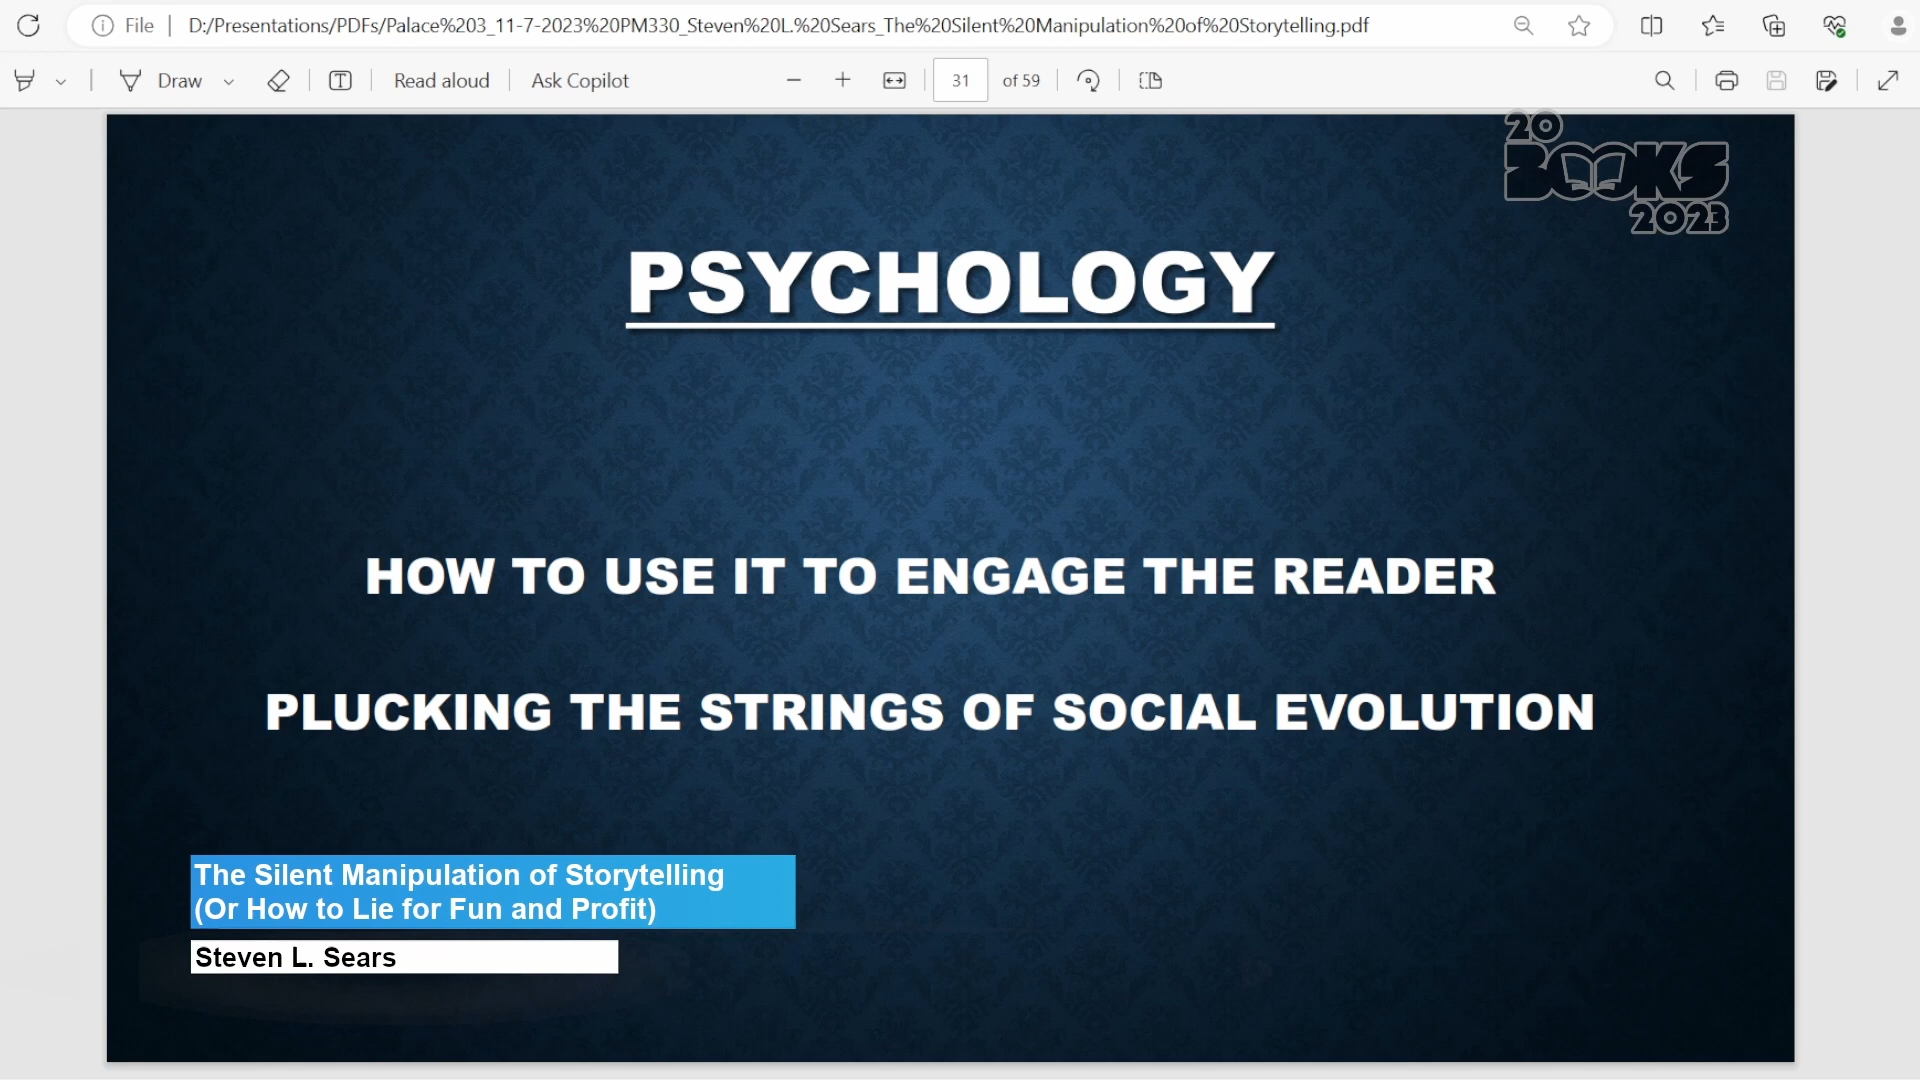 File
D:/Presentations/PDFs/Palace%203_11-7-2023%20PM330_Steven%20L.%20Sears_The%20Silent%20Manipulation%20of%20Storytelling.pdf
Draw
Read aloud
Ask Copilot
31 of 59
20
BOOKS
2023
PSYCHOLOGY
HOW TO USE IT TO ENGAGE THE READER
PLUCKING THE STRINGS OF SOCIAL EVOLUTION
The Silent Manipulation of Storytelling
(Or How to Lie for Fun and Profit)
Steven L. Sears